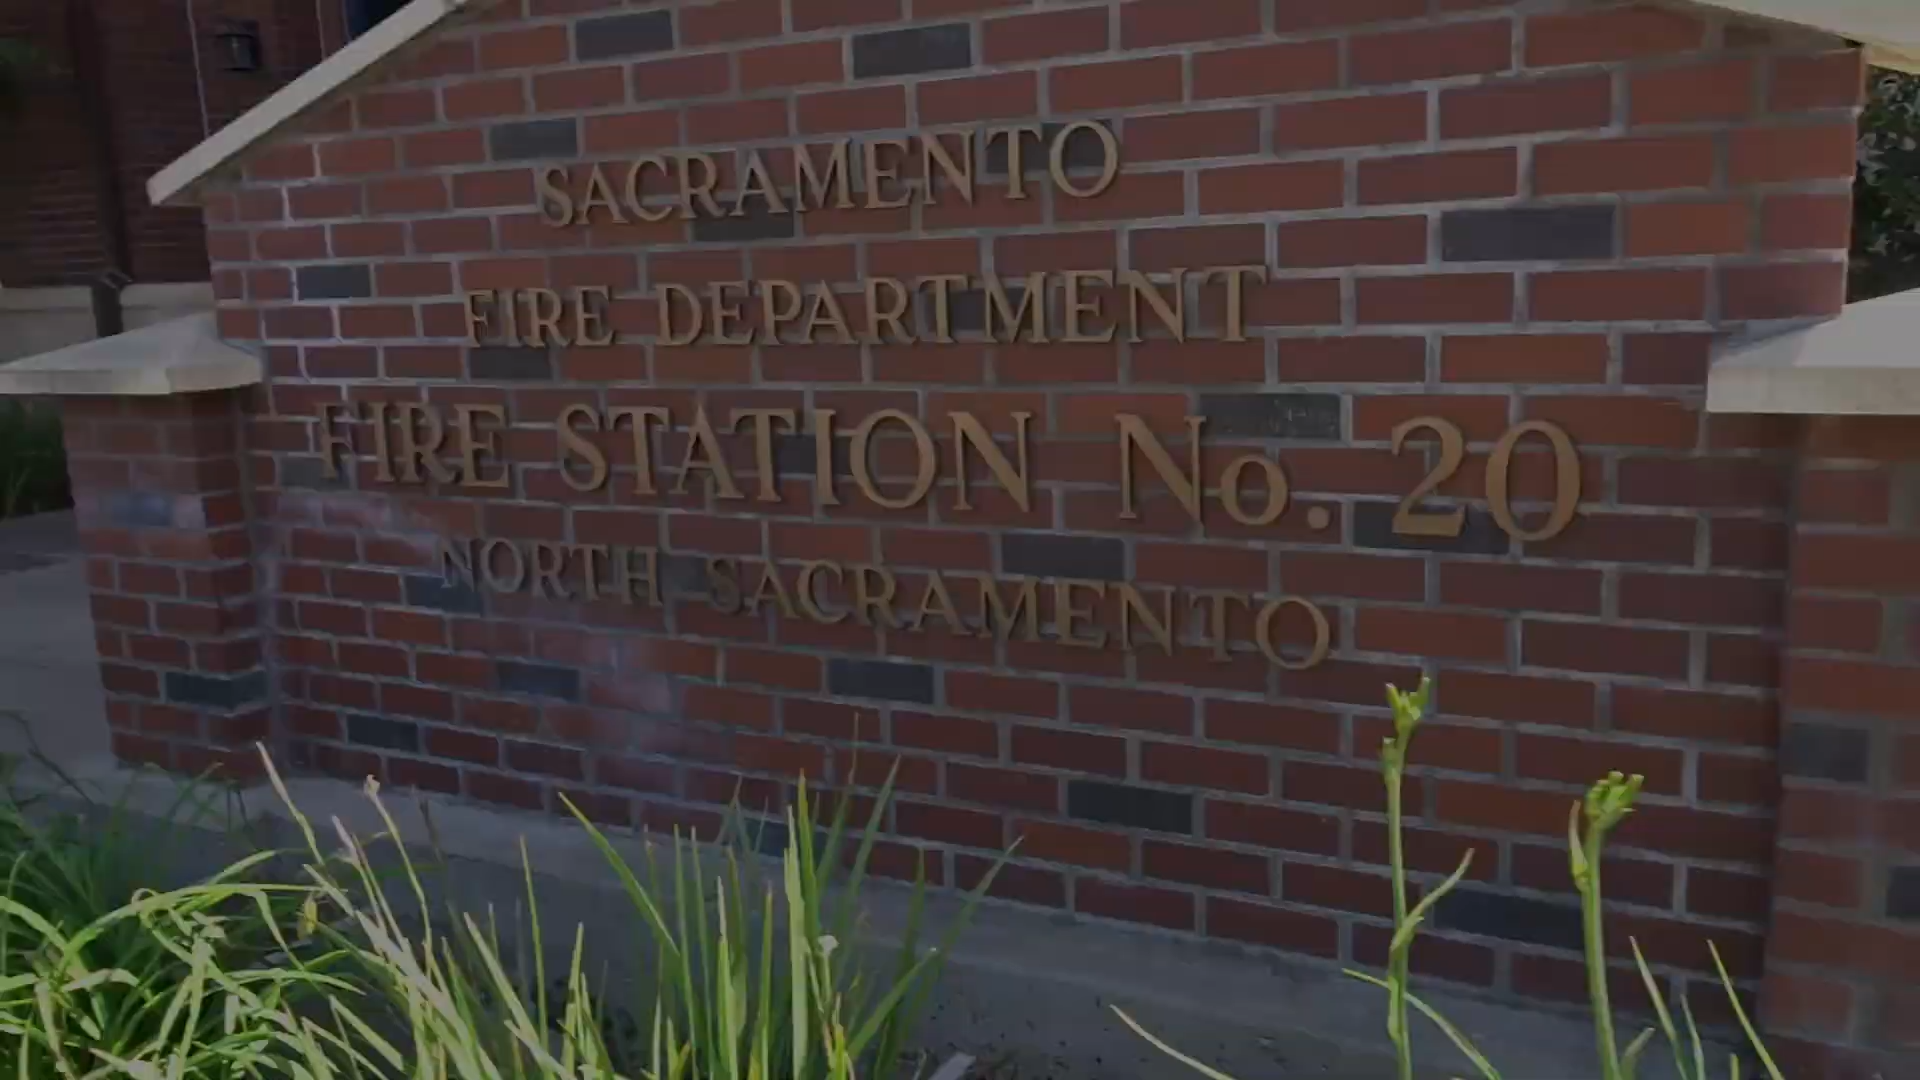 SACRAMENTO
FIRE DEPARTMENT
FIRE STATION No. 20
NORTH SACRAMENTO